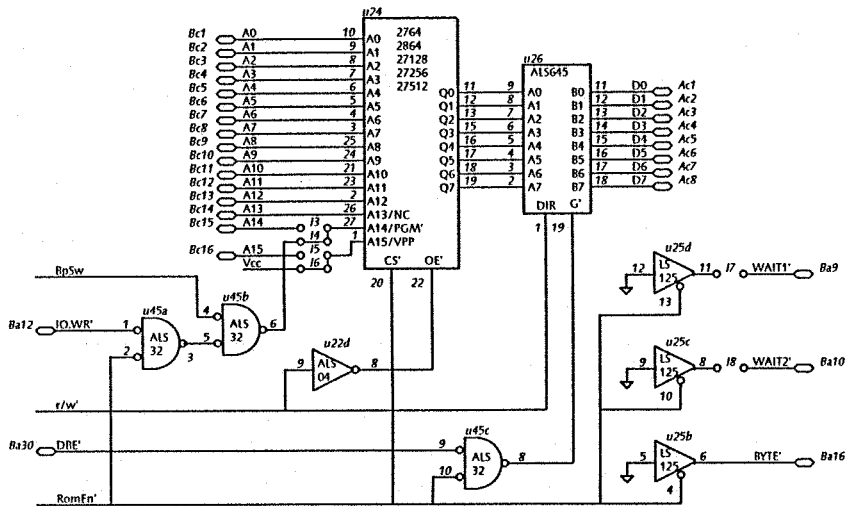 u24
Bc1 A0 10 A0 2764
Bc2 A1 9 A1 2864
Bc3 A2 8 A2 27128
Bc4 A3 7 A3 27256
Bc5 A4 6 A4 27512
Bc6 A5 5 A5
Bc7 A6 4 A6
Bc8 A7 3 A7
Bc9 A8 25 A8
Bc10 A9 24 A9
Bc11 A10 21 A10
Bc12 A11 23 A11
Bc13 A12 2 A12
Bc14 A13 26 A13/NC
Bc15 A14 I3 27 A14/PGM'
I4
Bc16 A15 I5 1 A15/VPP
Vcc I6
CS' OE'
20 22
Q0 11
Q1 12
Q2 13
Q3 15
Q4 16
Q5 17
Q6 18
Q7 19
u26
ALS645
9 A0 B0 11 D0 Ac1
8 A1 B1 12 D1 Ac2
7 A2 B2 13 D2 Ac3
6 A3 B3 14 D3 Ac4
5 A4 B4 15 D4 Ac5
4 A5 B5 16 D5 Ac6
3 A6 B6 17 D6 Ac7
2 A7 B7 18 D7 Ac8
DIR G'
1 19
BpSw
u45a
u45b
Ba12 IO.WR' 1
2
ALS
32
3
4
5
ALS
32
6
u22d
9 ALS
04
8
r/w'
Ba30 DBE'
u45c
9
10
ALS
32
8
RomEn'
u25d
12 LS
125
11 I7 WAIT1' Ba9
13
u25c
9 LS
125
8 I8 WAIT2' Ba10
10
u25b
5 LS
125
6 BYTE' Ba16
4